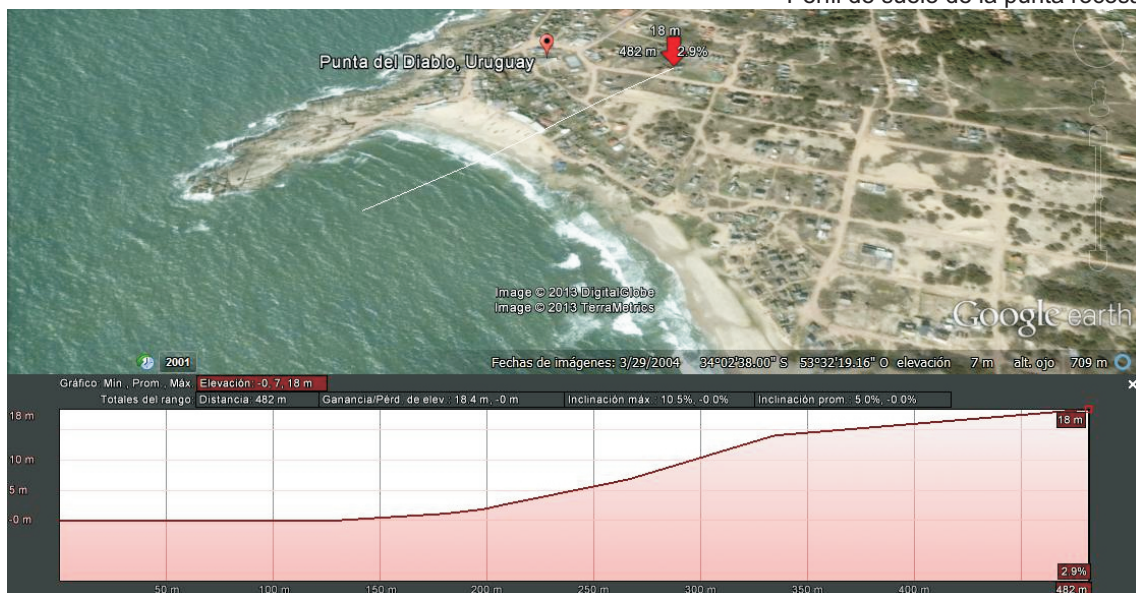 Perfil de suelo de la punta rocosa
18 m
482 m 2.9%
Punta del Diablo, Uruguay
Image © 2013 DigitalGlobe
Image © 2013 TerraMetrics
Google earth
2001
Fechas de imágenes: 3/29/2004 34°02'38.00" S 53°32'19.16" O elevación 7 m alt. ojo 709 m
Gráfico: Mín., Prom., Máx. Elevación: -0, 7, 18 m
Totales del rango: Distancia: 482 m Ganancia/Pérd. de elev.: 18.4 m, -0 m Inclinación máx.: 10.5%, -0.0% Inclinación prom.: 5.0%, -0.0%
18 m
18 m
10 m
5 m
-0 m
2.9%
50 m 100 m 150 m 200 m 250 m 300 m 350 m 400 m 482 m